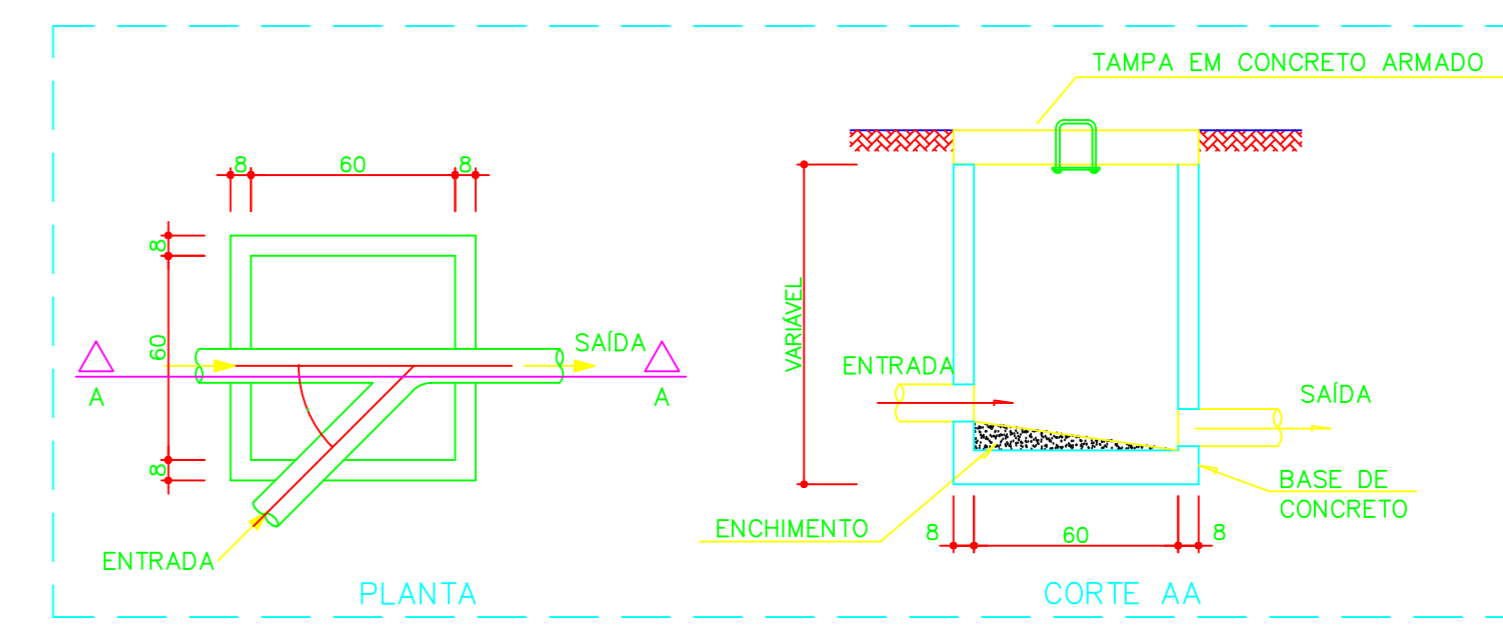 TAMPA EM CONCRETO ARMADO
8
60
8
8
60
8
SAÍDA
A
A
ENTRADA
PLANTA
VARIÁVEL
ENTRADA
SAÍDA
ENCHIMENTO
BASE DE
CONCRETO
8
60
8
CORTE AA